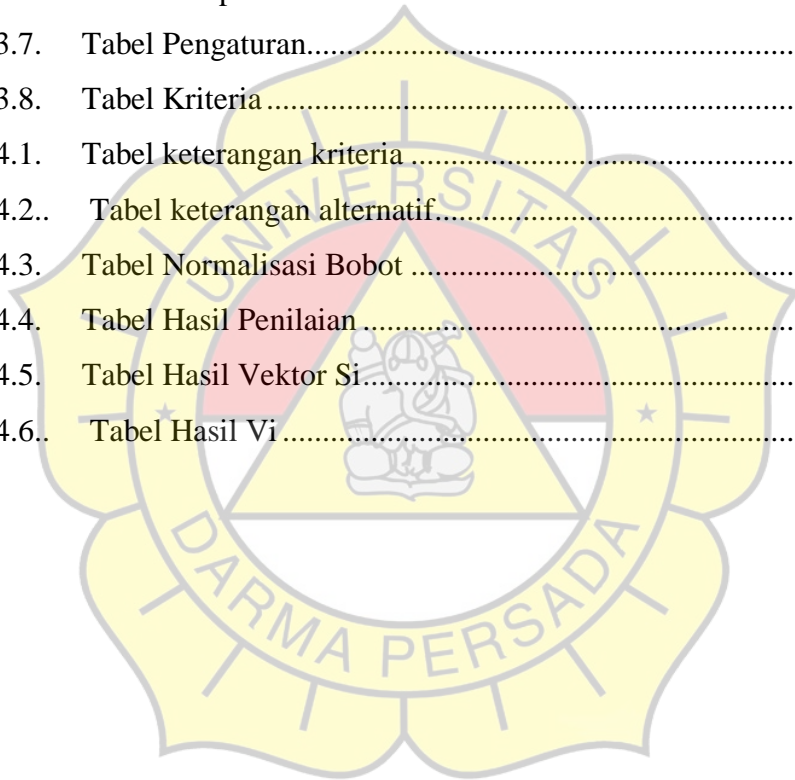 3.7. Tabel Pengaturan..............................................................
3.8. Tabel Kriteria..................................................................
4.1. Tabel keterangan kriteria................................................
4.2.. Tabel keterangan alternatif.............................................
4.3. Tabel Normalisasi Bobot................................................
4.4. Tabel Hasil Penilaian......................................................
4.5. Tabel Hasil Vektor Si......................................................
4.6.. Tabel Hasil Vi.................................................................
UNIVERSITAS
DARMA PERSADA